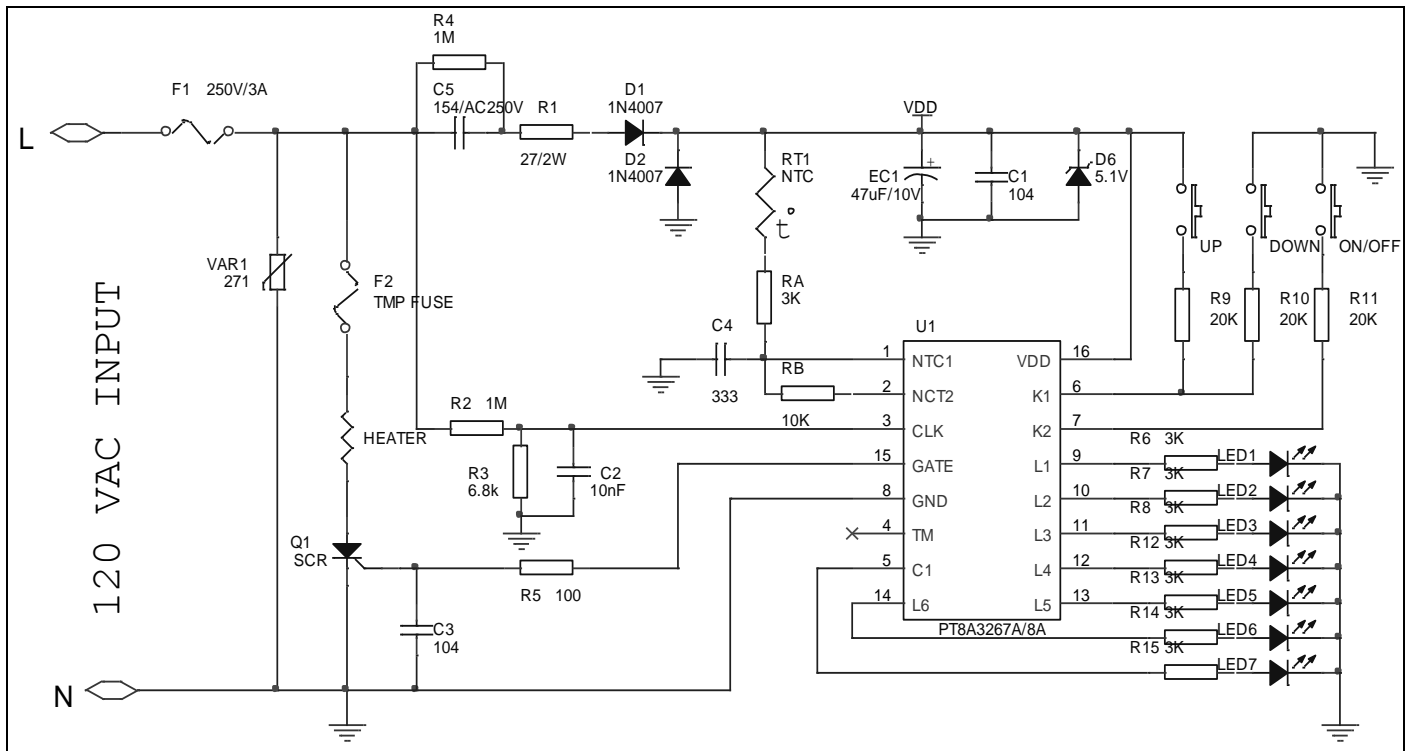 R4
1M
F1 250V/3A
C5
154/AC250V
R1
D1
1N4007
VDD
L
27/2W
D2
1N4007
RT1
NTC
t°
EC1
47uF/10V
+
C1
104
D6
5.1V
UP
DOWN
ON/OFF
VAR1
271
F2
TMP FUSE
RA
3K
R9
20K
R10
20K
R11
20K
120 VAC INPUT
C4
333
U1
RB
10K
1 NTC1 VDD 16
2 NCT2 K1 6
3 CLK K2 7
15 GATE L1 9
8 GND L2 10
4 TM L3 11
5 C1 L4 12
14 L6 L5 13
PT8A3267A/8A
R2 1M
HEATER
R3
6.8k
C2
10nF
Q1
SCR
R5 100
C3
104
R6 3K
LED1
R7 3K
LED2
R8 3K
LED3
R12 3K
LED4
R13 3K
LED5
R14 3K
LED6
R15 3K
LED7
N